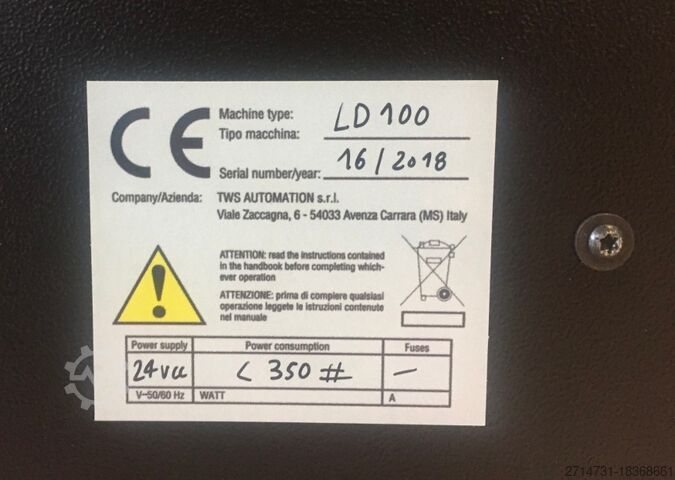 CE
Machine type: LD 100
Tipo macchina:
Serial number/year: 16/2018
Company/Azienda: TWS AUTOMATION s.r.l.
Viale Zaccagna, 6 - 54033 Avenza Carrara (MS) Italy
ATTENTION: read the instructions contained
in the handbook before completing which-
ever operation
ATTENZIONE: prima di compiere qualsiasi
operazione leggete le istruzioni contenute
nel manuale
Power supply Power consumption Fuses
24vcc < 350 # —
V-50/60 Hz WATT A
2714731-18368661